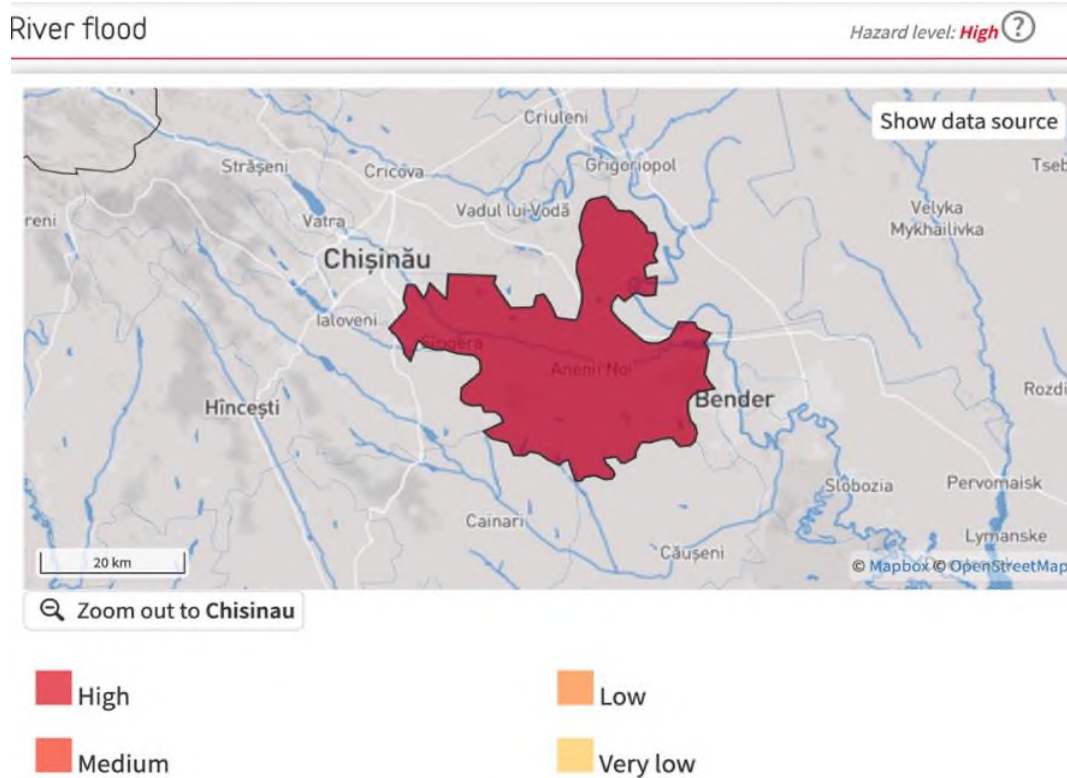 River flood
Hazard level: High ?
Show data source
Criuleni
Strășeni
Cricova
Grigoriopol
Tseb
reni
Vatra
Vadul lui Vodă
Velyka
Mykhailivka
Chișinău
Ialoveni
Sîngera
Anenii Noi
Rozdi
Hîncești
Bender
Slobozia
Pervomaisk
Cainari
Lymanske
Căușeni
20 km
© Mapbox © OpenStreetMap
Zoom out to Chisinau
High
Low
Medium
Very low